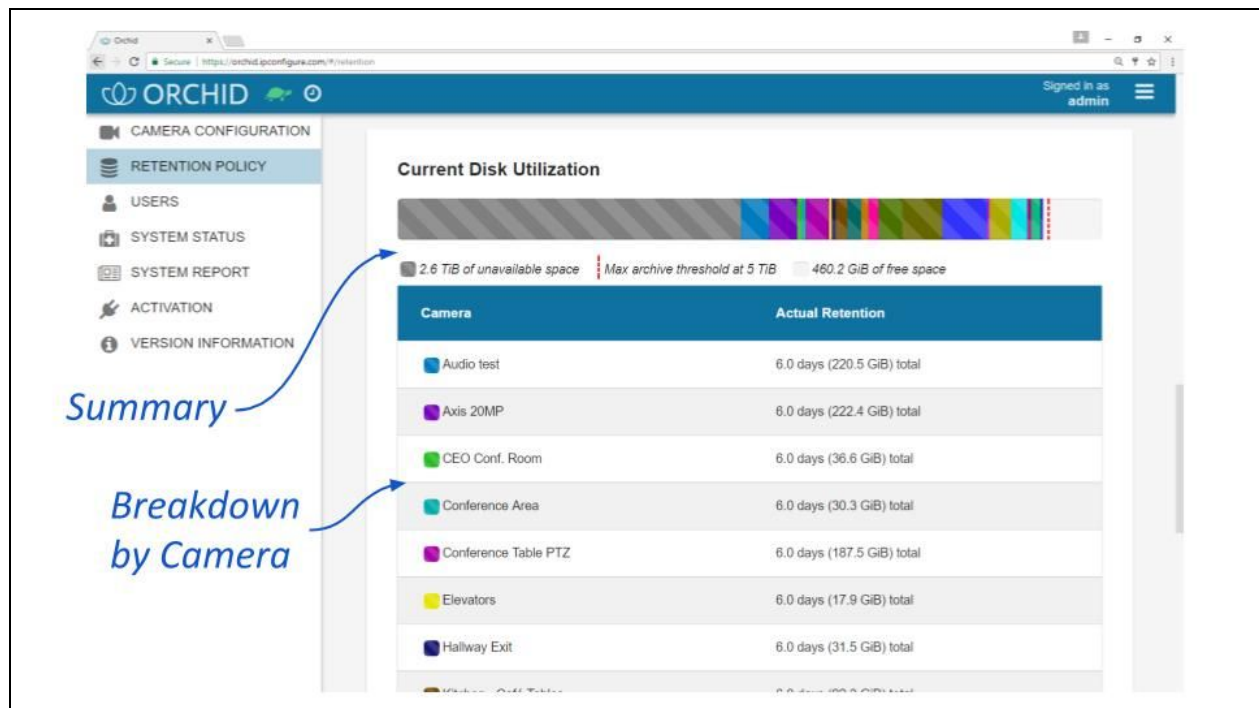 Orchid
Secure | https://orchid.ipconfigure.com/#/retention
ORCHID
Signed in as
admin
CAMERA CONFIGURATION
RETENTION POLICY
USERS
SYSTEM STATUS
SYSTEM REPORT
ACTIVATION
VERSION INFORMATION
Summary
Breakdown
by Camera
Current Disk Utilization
2.6 TiB of unavailable space Max archive threshold at 5 TiB 460.2 GiB of free space
Camera Actual Retention
Audio test 6.0 days (220.5 GiB) total
Axis 20MP 6.0 days (222.4 GiB) total
CEO Conf. Room 6.0 days (36.6 GiB) total
Conference Area 6.0 days (30.3 GiB) total
Conference Table PTZ 6.0 days (187.5 GiB) total
Elevators 6.0 days (17.9 GiB) total
Hallway Exit 6.0 days (31.5 GiB) total